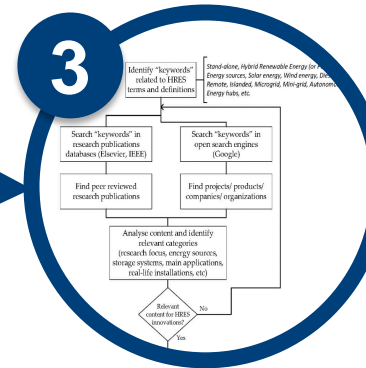 3
Identify "keywords"
related to HRES
terms and definitions
Stand-alone, Hybrid Renewable Energy (or
Energy sources, Solar energy, Wind energy,
Remote, Islanded, Microgrid, Mini-grid,
Energy hubs, etc.
Search "keywords" in
research publications
databases (Elsevier, IEEE)
Search "keywords" in
open search engines
(Google)
Find peer reviewed
research publications
Find projects/ products/
companies/ organizations
Analyse content and identify
relevant categories
(research focus, energy sources,
storage systems, main applications,
real-life installations, etc)
Relevant
content for HRES
innovations?
No
Yes